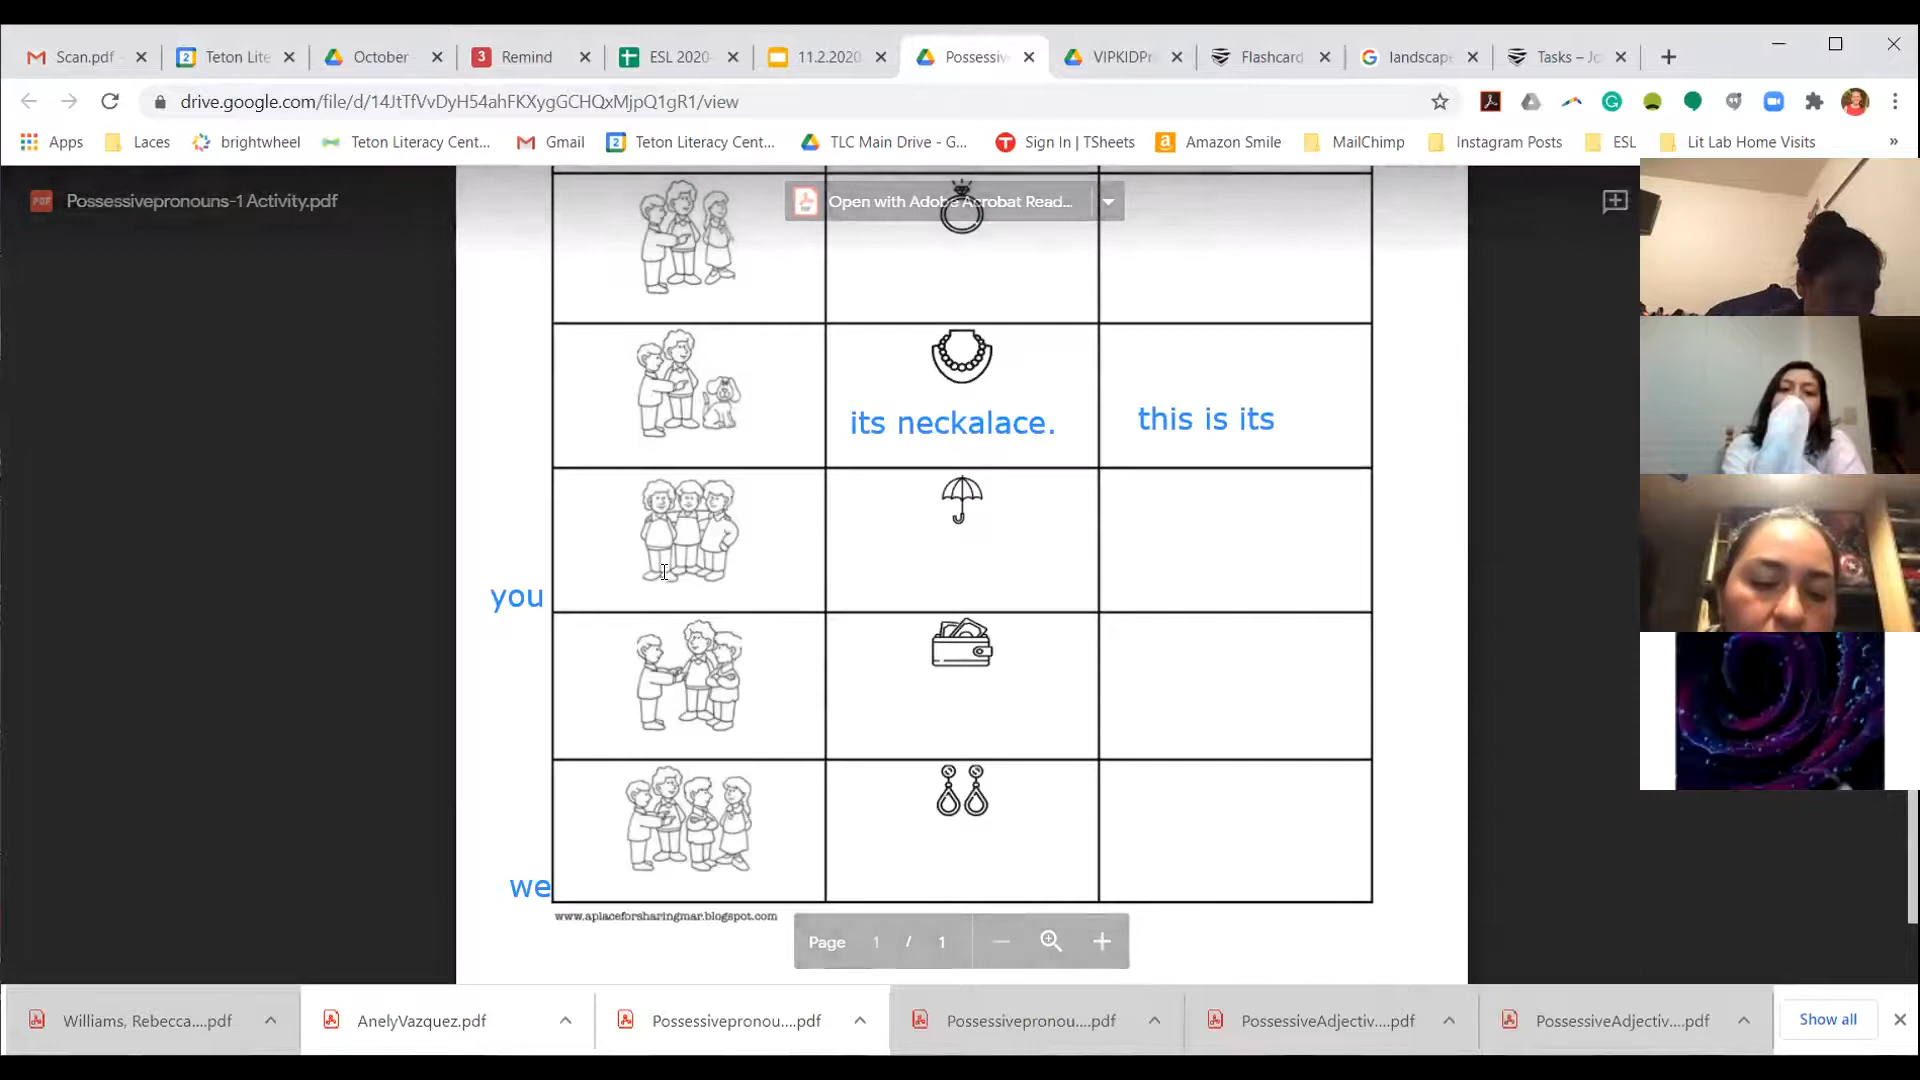 Scan.pdf -
Teton Lite
October
Remind
ESL 2020-
11.2.2020
Possessiv
VIPKIDPr
Flashcard
landscape
Tasks – Jo
drive.google.com/file/d/14JtTfVvDyH54ahFKXygGCHQxMjpQ1gR1/view
Apps
Laces
brightwheel
Teton Literacy Cent...
Gmail
Teton Literacy Cent...
TLC Main Drive - G...
Sign In | TSheets
Amazon Smile
MailChimp
Instagram Posts
ESL
Lit Lab Home Visits
»
PDF
Possessivepronouns-1 Activity.pdf
Open with Adobe Acrobat Read...
its neckalace.
this is its
you
we
www.aplaceforsharingmar.blogspot.com
Page 1 / 1
Williams, Rebecca....pdf
AnelyVazquez.pdf
Possessivepronou....pdf
Possessivepronou....pdf
PossessiveAdjectiv....pdf
PossessiveAdjectiv....pdf
Show all